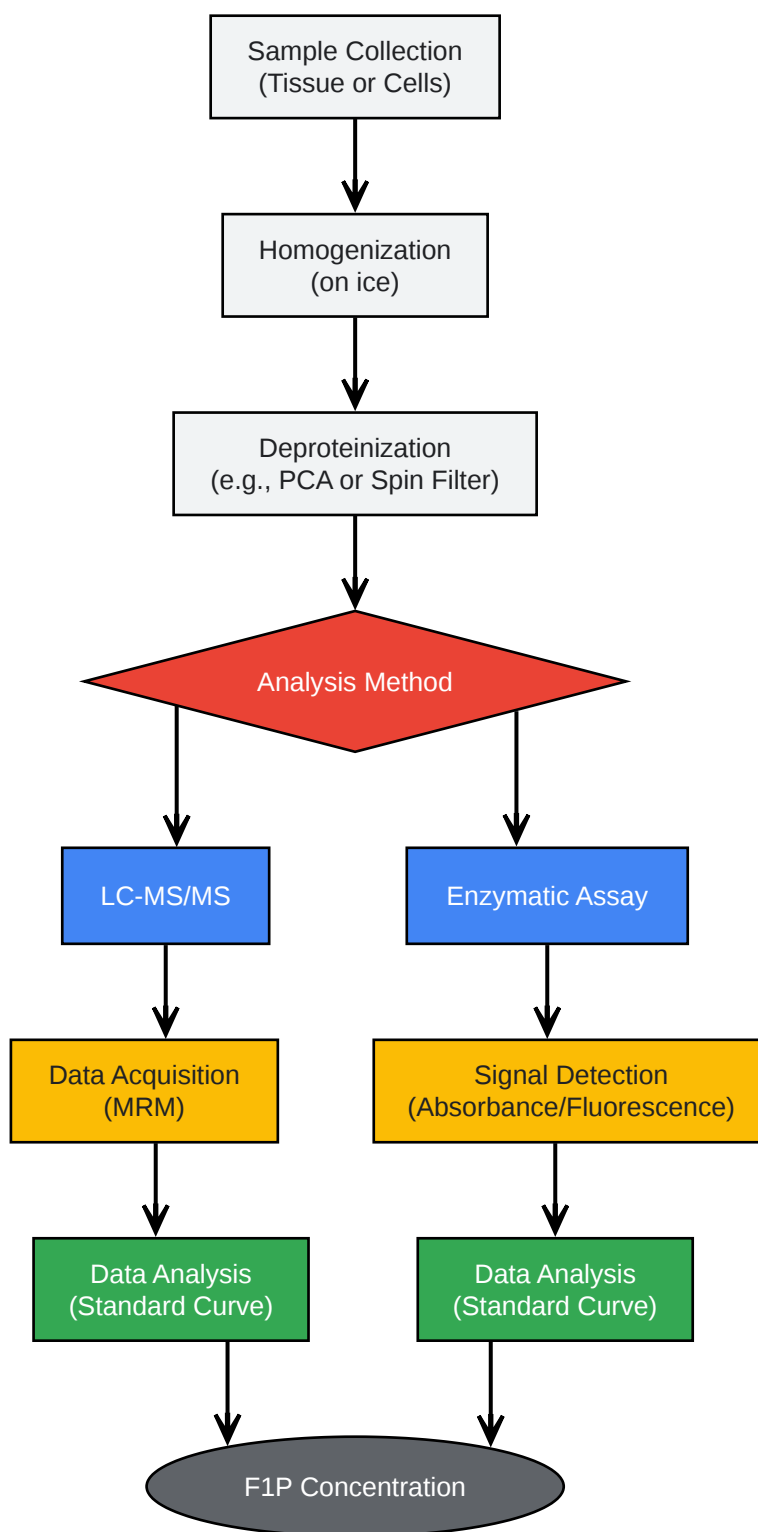 Sample Collection
(Tissue or Cells)
Homogenization
(on ice)
Deproteinization
(e.g., PCA or Spin Filter)
Analysis Method
LC-MS/MS
Enzymatic Assay
Data Acquisition
(MRM)
Signal Detection
(Absorbance/Fluorescence)
Data Analysis
(Standard Curve)
Data Analysis
(Standard Curve)
F1P Concentration